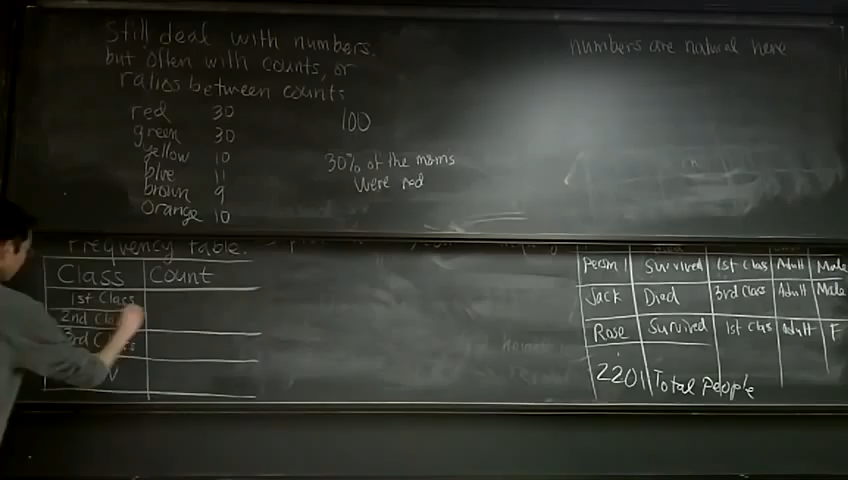 Still deal with numbers.
but often with counts, or
ratios between counts
red 30
green 30
yellow 10
blue 11
brown 9
orange 10
100
30% of the m&ms
were red
numbers are natural here
Frequency table.
Class Count
1st Class
2nd
3rd
Person 1 Survived 1st Class Adult Male
Jack Died 3rd Class Adult Male
Rose Survived 1st Class Adult F
2201 Total People